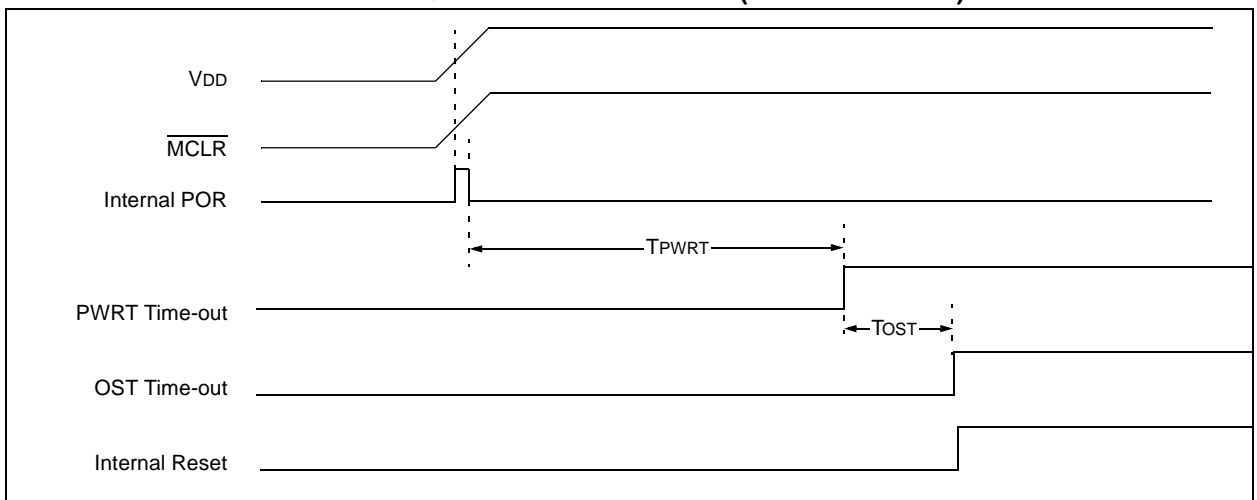 VDD
MCLR
Internal POR
TPWRT
PWRT Time-out
TOST
OST Time-out
Internal Reset